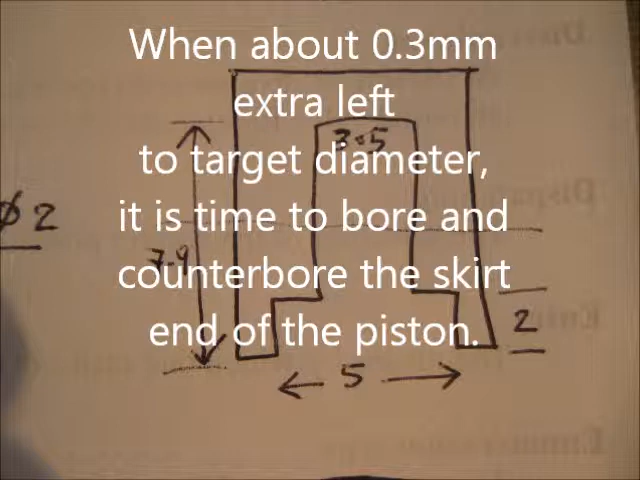 When about 0.3mm
extra left
3.5
to target diameter,
it is time to bore and
Ø 2
7.9
counterbore the skirt
2
end of the piston.
5